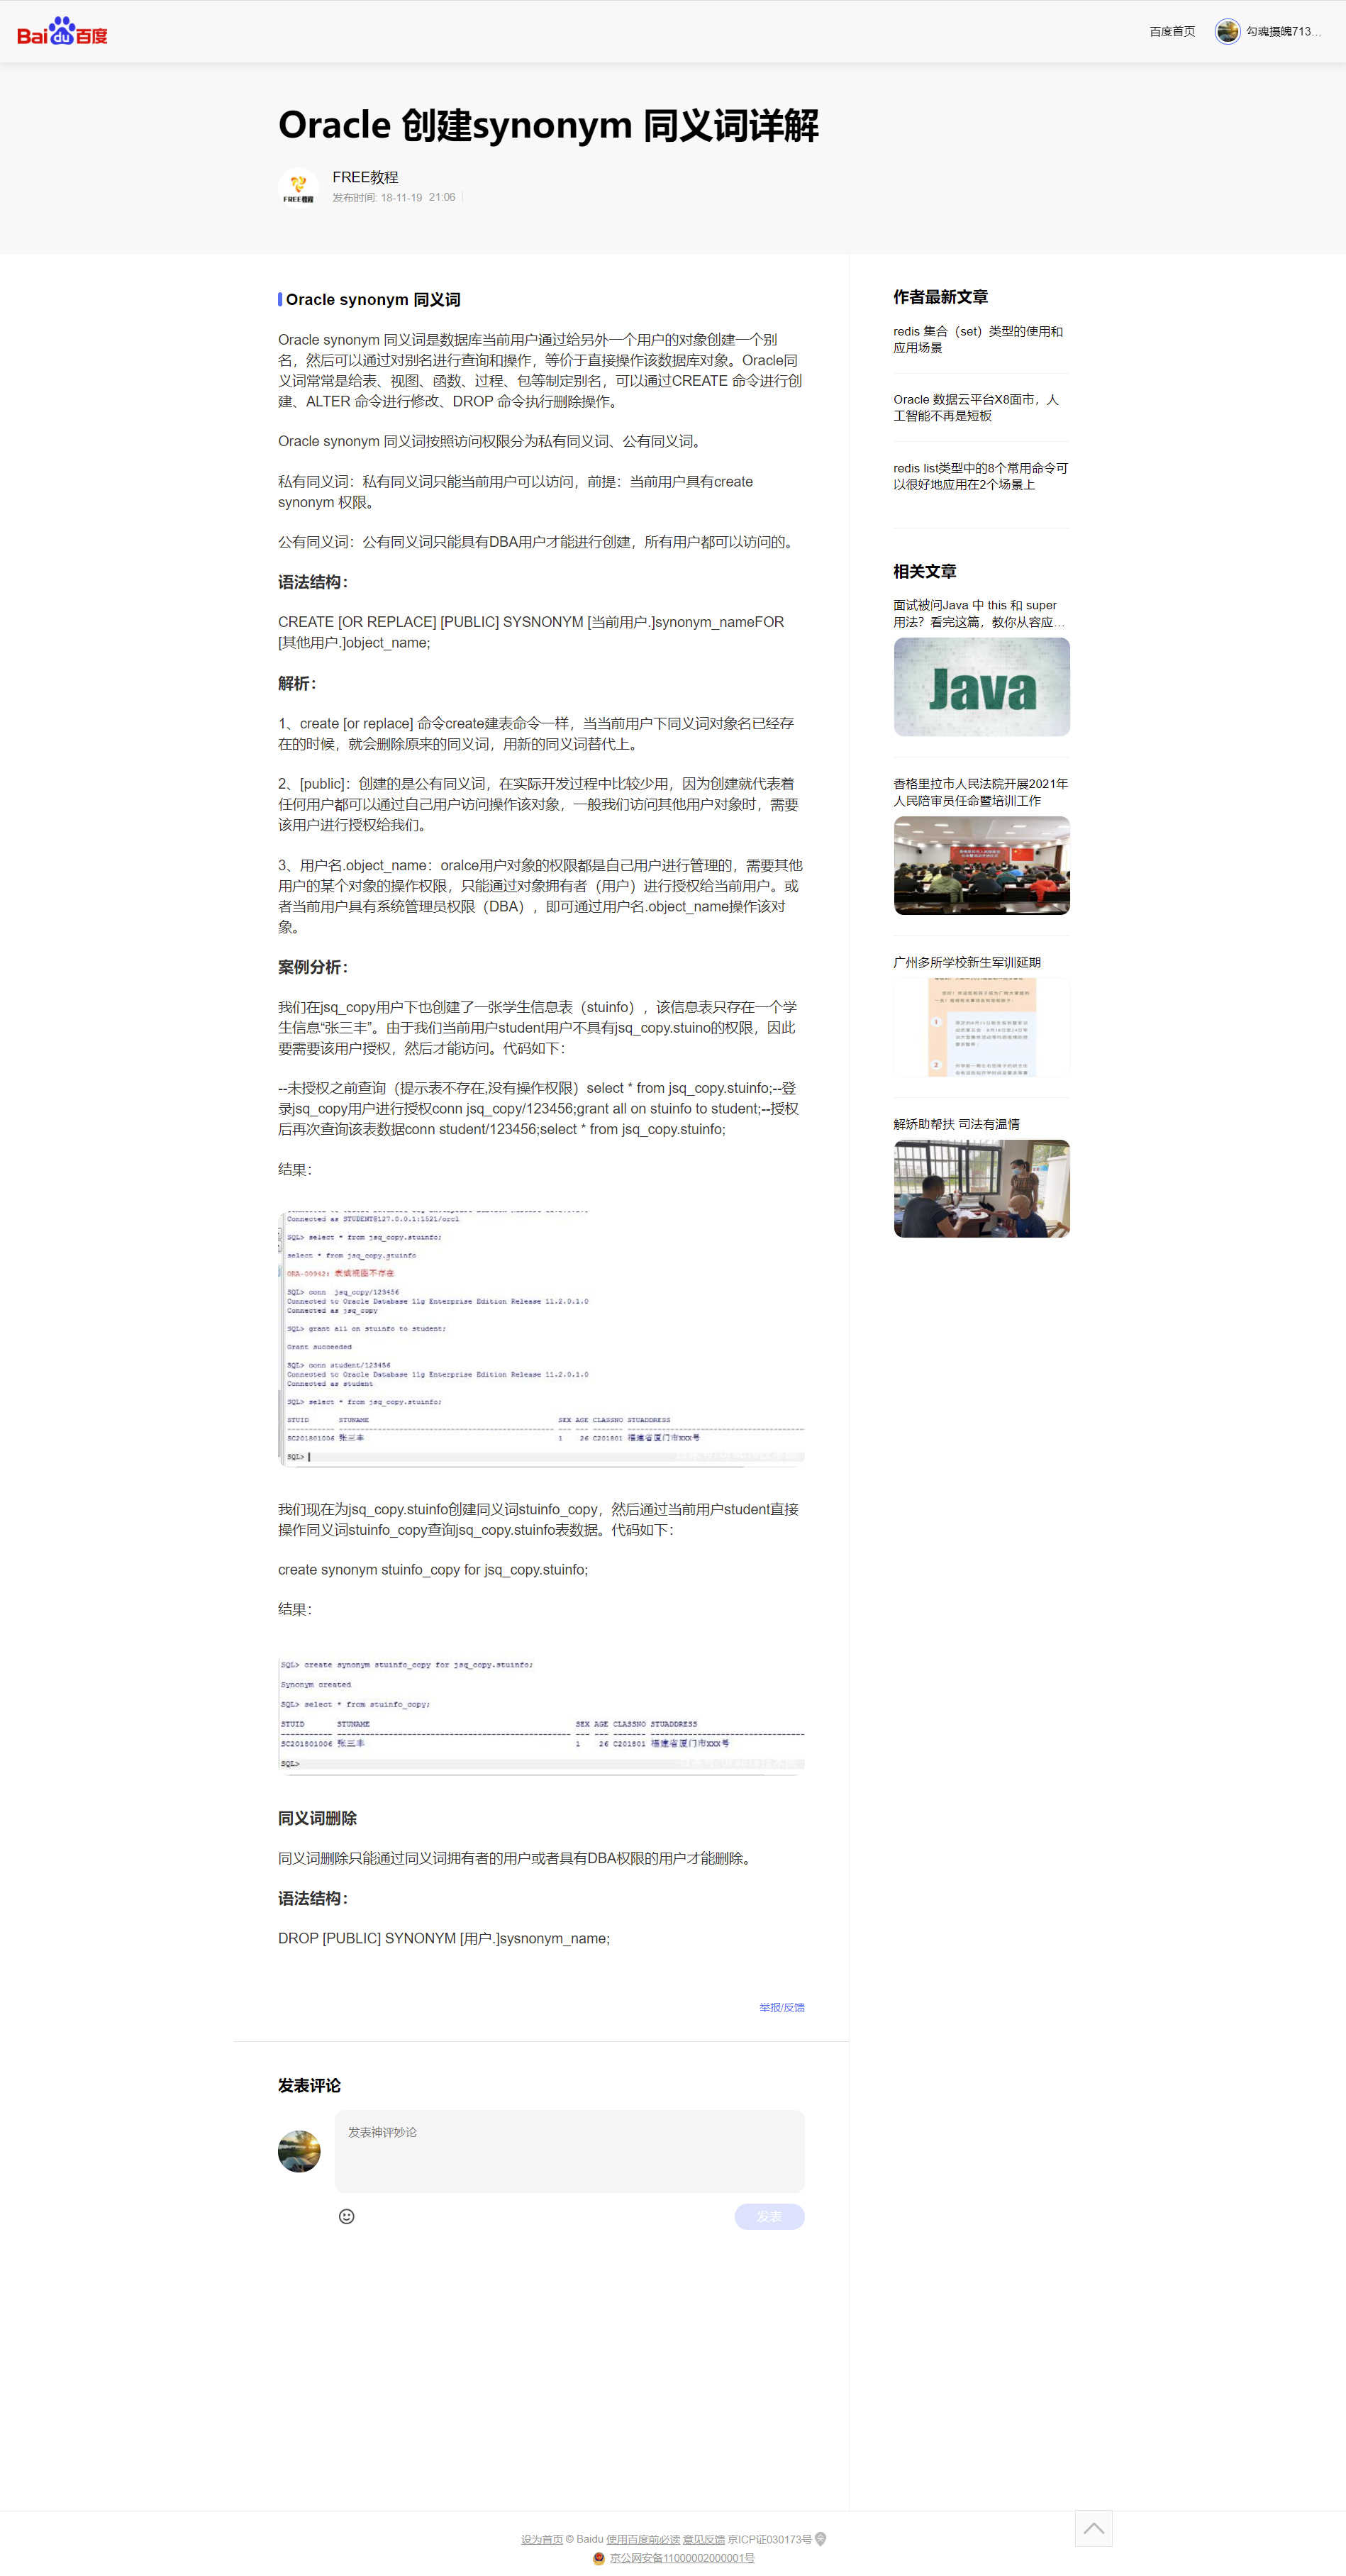 Bai du 百度
百度首页
勾魂摄魄713...
Oracle 创建synonym 同义词详解
FREE教程
FREE教程
发布时间: 18-11-19 21:06
Oracle synonym 同义词
Oracle synonym 同义词是数据库当前用户通过给另外一个用户的对象创建一个别
名，然后可以通过对别名进行查询和操作，等价于直接操作该数据库对象。Oracle同
义词常常是给表、视图、函数、过程、包等制定别名，可以通过CREATE 命令进行创
建、ALTER 命令进行修改、DROP 命令执行删除操作。
Oracle synonym 同义词按照访问权限分为私有同义词、公有同义词。
私有同义词：私有同义词只能当前用户可以访问，前提：当前用户具有create
synonym 权限。
公有同义词：公有同义词只能具有DBA用户才能进行创建，所有用户都可以访问的。
语法结构：
CREATE [OR REPLACE] [PUBLIC] SYSNONYM [当前用户.]synonym_nameFOR
[其他用户.]object_name;
解析：
1、create [or replace] 命令create建表命令一样，当当前用户下同义词对象名已经存
在的时候，就会删除原来的同义词，用新的同义词替代上。
2、[public]：创建的是公有同义词，在实际开发过程中比较少用，因为创建就代表着
任何用户都可以通过自己用户访问操作该对象，一般我们访问其他用户对象时，需要
该用户进行授权给我们。
3、用户名.object_name：oralce用户对象的权限都是自己用户进行管理的，需要其他
用户的某个对象的操作权限，只能通过对象拥有者（用户）进行授权给当前用户。或
者当前用户具有系统管理员权限（DBA），即可通过用户名.object_name操作该对
象。
案例分析：
我们在jsq_copy用户下也创建了一张学生信息表（stuinfo），该信息表只存在一个学
生信息“张三丰”。由于我们当前用户student用户不具有jsq_copy.stuino的权限，因此
要需要该用户授权，然后才能访问。代码如下：
--未授权之前查询（提示表不存在,没有操作权限）select * from jsq_copy.stuinfo;--登
录jsq_copy用户进行授权conn jsq_copy/123456;grant all on stuinfo to student;--授权
后再次查询该表数据conn student/123456;select * from jsq_copy.stuinfo;
结果：
Connected as STUDENT@127.0.0.1:1521/orcl
SQL> select * from jsq_copy.stuinfo;
select * from jsq_copy.stuinfo
ORA-00942: 表或视图不存在
SQL> conn jsq_copy/123456
Connected to Oracle Database 11g Enterprise Edition Release 11.2.0.1.0
Connected as jsq_copy
SQL> grant all on stuinfo to student;
Grant succeeded
SQL> conn student/123456
Connected to Oracle Database 11g Enterprise Edition Release 11.2.0.1.0
Connected as student
SQL> select * from jsq_copy.stuinfo;
STUID STUNAME SEX AGE CLASSNO STUADDRESS
SC201801006 张三丰 1 26 C201801 福建省厦门市XXX号
SQL>
我们现在为jsq_copy.stuinfo创建同义词stuinfo_copy，然后通过当前用户student直接
操作同义词stuinfo_copy查询jsq_copy.stuinfo表数据。代码如下：
create synonym stuinfo_copy for jsq_copy.stuinfo;
结果：
SQL> create synonym stuinfo_copy for jsq_copy.stuinfo;
Synonym created
SQL> select * from stuinfo_copy;
STUID STUNAME SEX AGE CLASSNO STUADDRESS
SC201801006 张三丰 1 26 C201801 福建省厦门市XXX号
SQL>
同义词删除
同义词删除只能通过同义词拥有者的用户或者具有DBA权限的用户才能删除。
语法结构：
DROP [PUBLIC] SYNONYM [用户.]sysnonym_name;
举报/反馈
发表评论
发表神评妙论
发表
作者最新文章
redis 集合（set）类型的使用和
应用场景
Oracle 数据云平台X8面市，人
工智能不再是短板
redis list类型中的8个常用命令可
以很好地应用在2个场景上
相关文章
面试被问Java 中 this 和 super
用法？看完这篇，教你从容应...
Java
香格里拉市人民法院开展2021年
人民陪审员任命暨培训工作
广州多所学校新生军训延期
1
2
解矫助帮扶 司法有温情
设为首页 © Baidu 使用百度前必读 意见反馈 京ICP证030173号
京公网安备11000002000001号